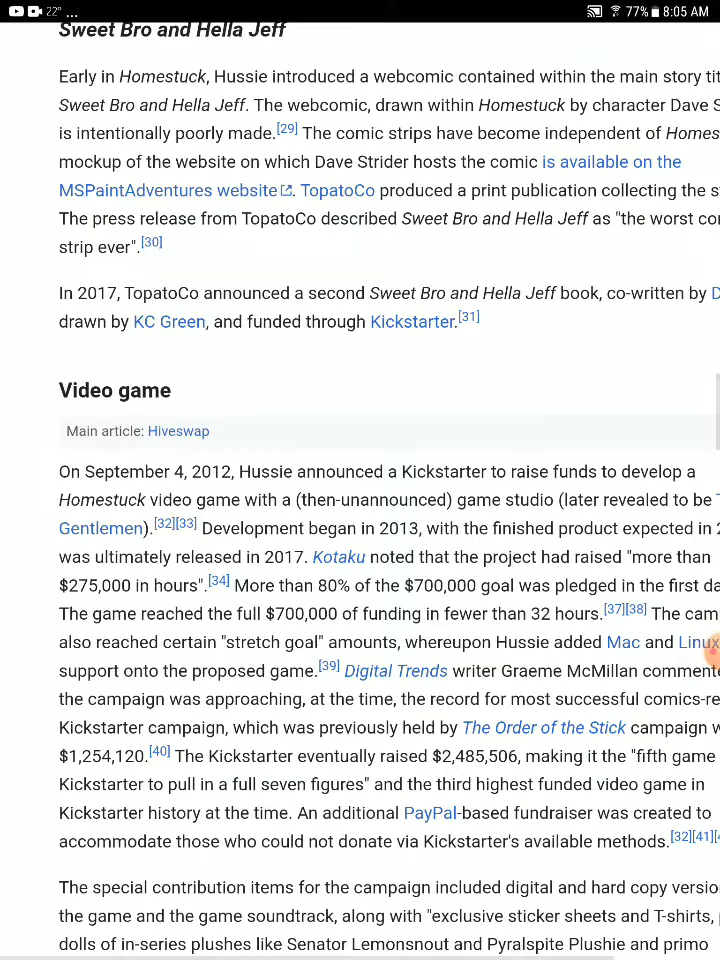 22° ...
77% 8:05 AM
Sweet Bro and Hella Jeff
Early in Homestuck, Hussie introduced a webcomic contained within the main story tit
Sweet Bro and Hella Jeff. The webcomic, drawn within Homestuck by character Dave S
is intentionally poorly made.[29] The comic strips have become independent of Homes
mockup of the website on which Dave Strider hosts the comic is available on the
MSPaintAdventures website. TopatoCo produced a print publication collecting the s
The press release from TopatoCo described Sweet Bro and Hella Jeff as "the worst co
strip ever".[30]
In 2017, TopatoCo announced a second Sweet Bro and Hella Jeff book, co-written by D
drawn by KC Green, and funded through Kickstarter.[31]
Video game
Main article: Hiveswap
On September 4, 2012, Hussie announced a Kickstarter to raise funds to develop a
Homestuck video game with a (then-unannounced) game studio (later revealed to be
Gentlemen).[32][33] Development began in 2013, with the finished product expected in 2
was ultimately released in 2017. Kotaku noted that the project had raised "more than
$275,000 in hours".[34] More than 80% of the $700,000 goal was pledged in the first da
The game reached the full $700,000 of funding in fewer than 32 hours.[37][38] The cam
also reached certain "stretch goal" amounts, whereupon Hussie added Mac and Linux
support onto the proposed game.[39] Digital Trends writer Graeme McMillan commente
the campaign was approaching, at the time, the record for most successful comics-re
Kickstarter campaign, which was previously held by The Order of the Stick campaign w
$1,254,120.[40] The Kickstarter eventually raised $2,485,506, making it the "fifth game
Kickstarter to pull in a full seven figures" and the third highest funded video game in
Kickstarter history at the time. An additional PayPal-based fundraiser was created to
accommodate those who could not donate via Kickstarter's available methods.[32][41][4
The special contribution items for the campaign included digital and hard copy versio
the game and the game soundtrack, along with "exclusive sticker sheets and T-shirts,
dolls of in-series plushes like Senator Lemonsnout and Pyralspite Plushie and primo